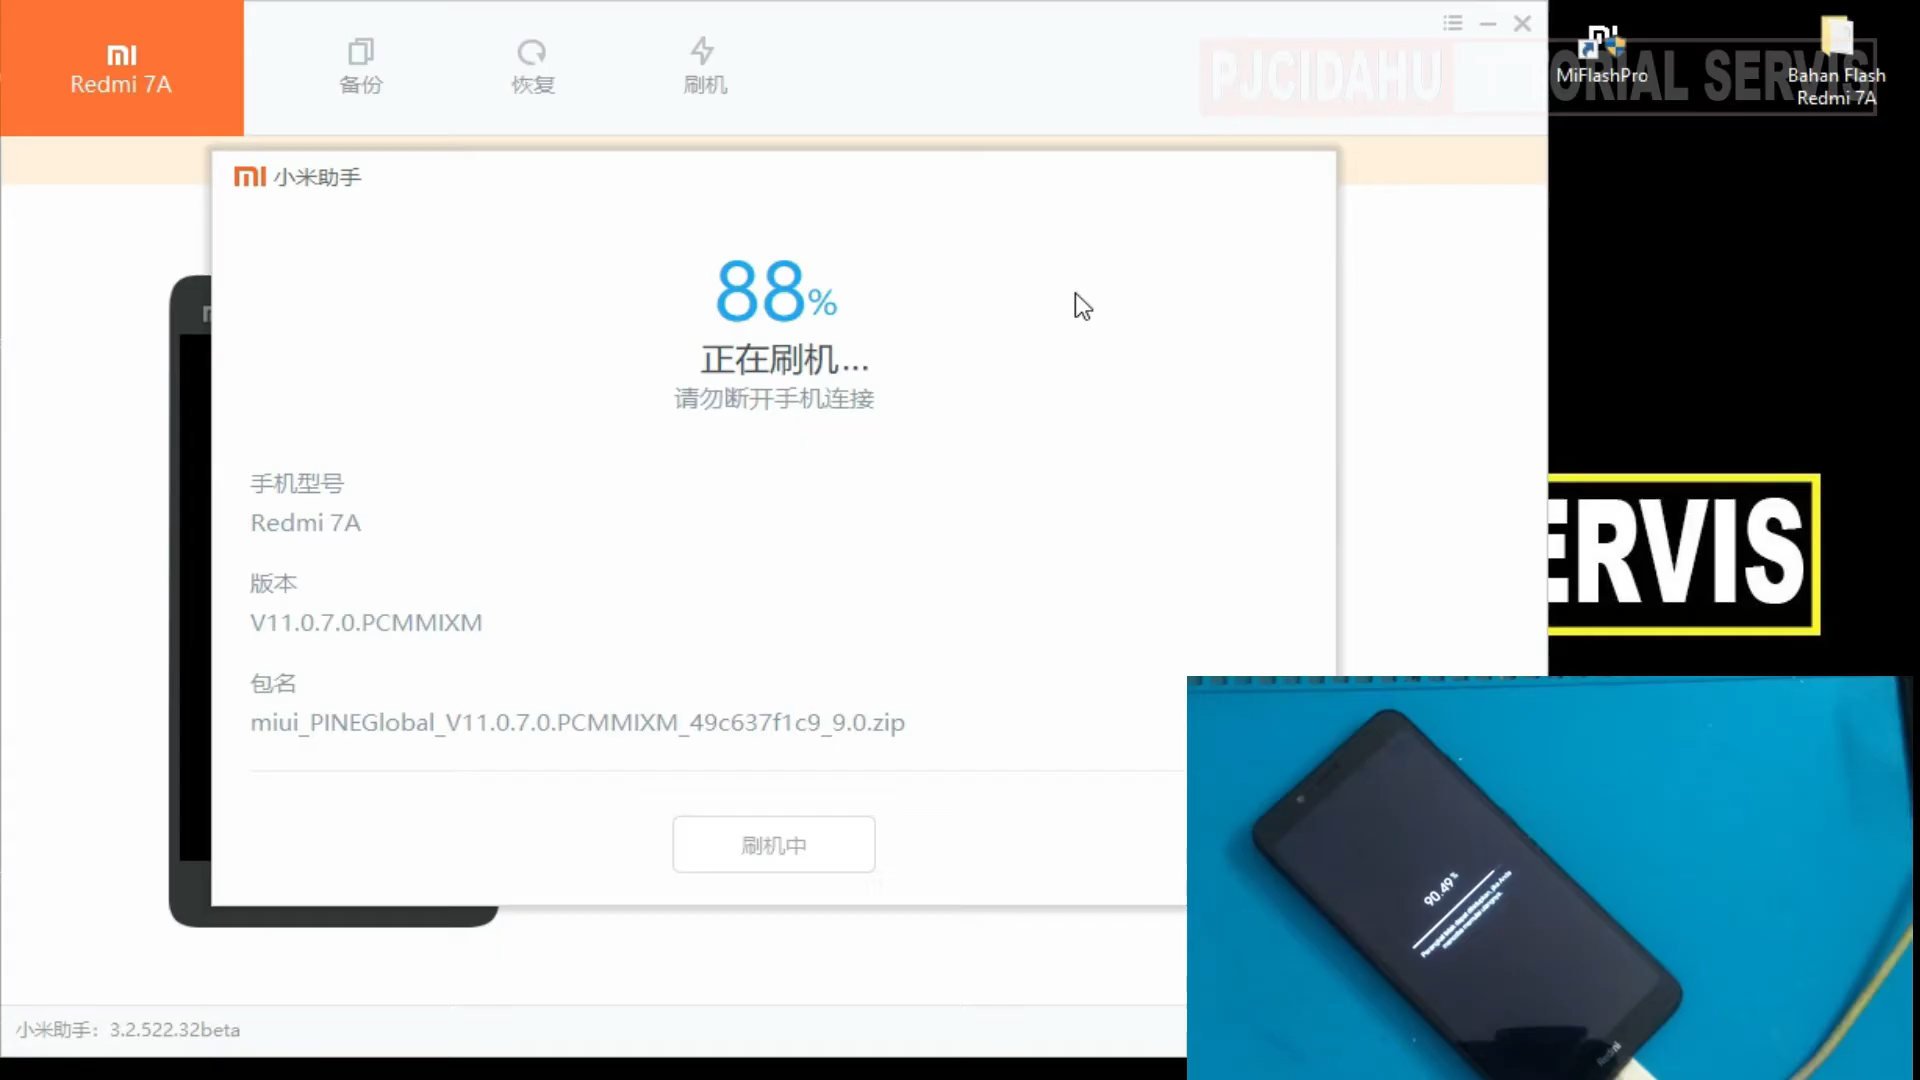 Redmi 7A
备份
恢复
刷机
PJCIDAHU TUTORIAL SERVIS
MiFlashPro
Bahan Flash
Redmi 7A
小米助手
88%
正在刷机...
请勿断开手机连接
手机型号
Redmi 7A
版本
V11.0.7.0.PCMMIXM
包名
miui_PINEGlobal_V11.0.7.0.PCMMIXM_49c637f1c9_9.0.zip
刷机中
ERVIS
90.49%
Redmi
小米助手：3.2.522.32beta